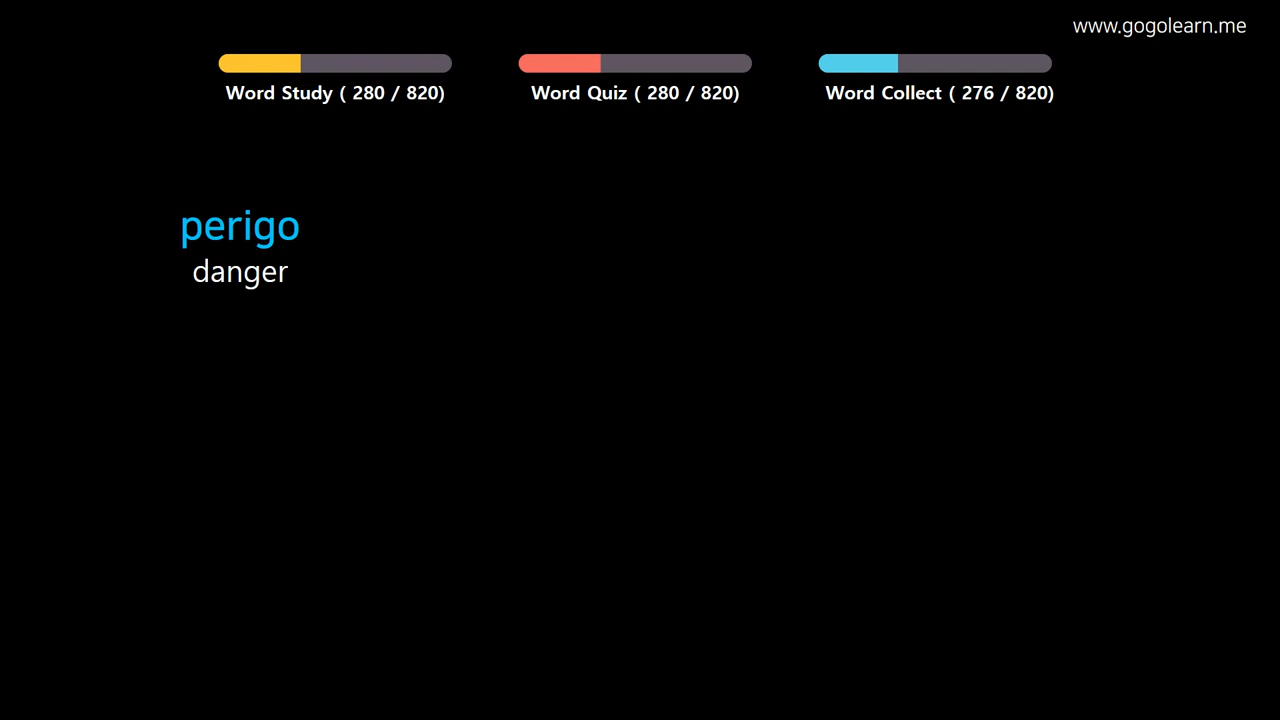 www.gogolearn.me
Word Study ( 280 / 820)
Word Quiz ( 280 / 820)
Word Collect ( 276 / 820)
perigo
danger